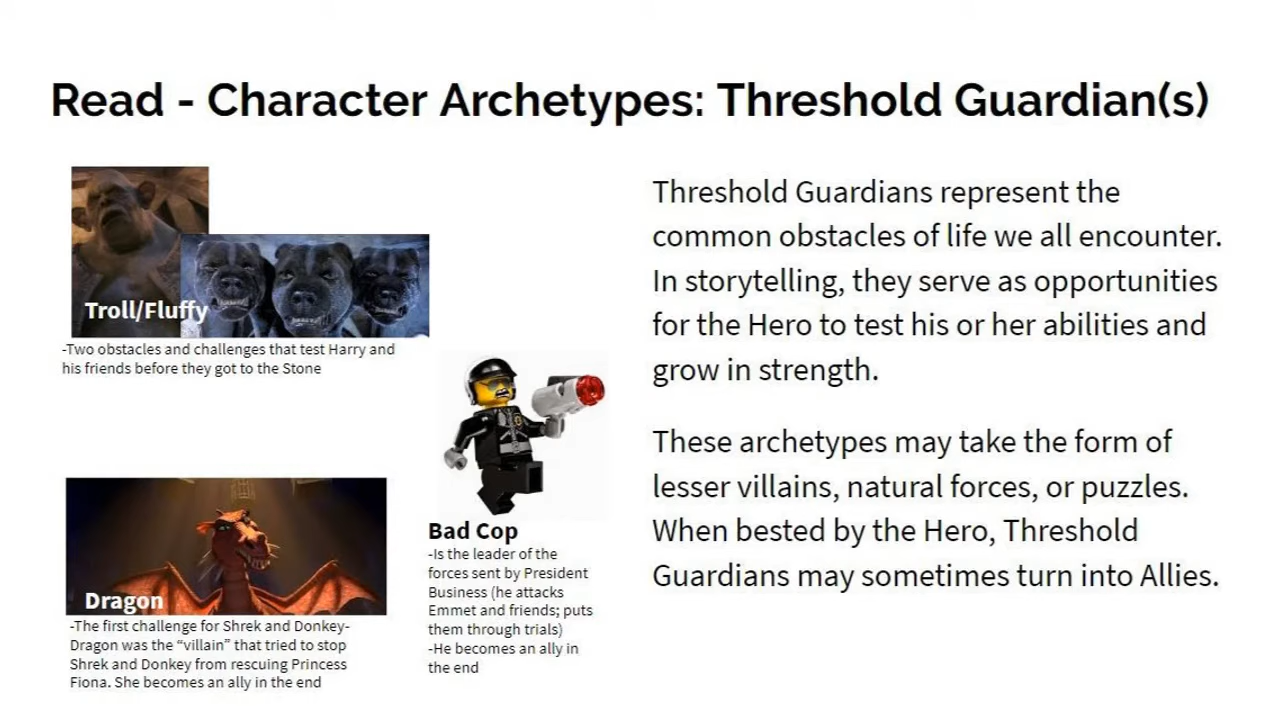 Read - Character Archetypes: Threshold Guardian(s)
Troll/Fluffy
-Two obstacles and challenges that test Harry and
his friends before they got to the Stone
Bad Cop
-Is the leader of the
forces sent by President
Business (he attacks
Emmet and friends; puts
them through trials)
-He becomes an ally in
the end
Dragon
-The first challenge for Shrek and Donkey-
Dragon was the “villain” that tried to stop
Shrek and Donkey from rescuing Princess
Fiona. She becomes an ally in the end
Threshold Guardians represent the
common obstacles of life we all encounter.
In storytelling, they serve as opportunities
for the Hero to test his or her abilities and
grow in strength.
These archetypes may take the form of
lesser villains, natural forces, or puzzles.
When bested by the Hero, Threshold
Guardians may sometimes turn into Allies.